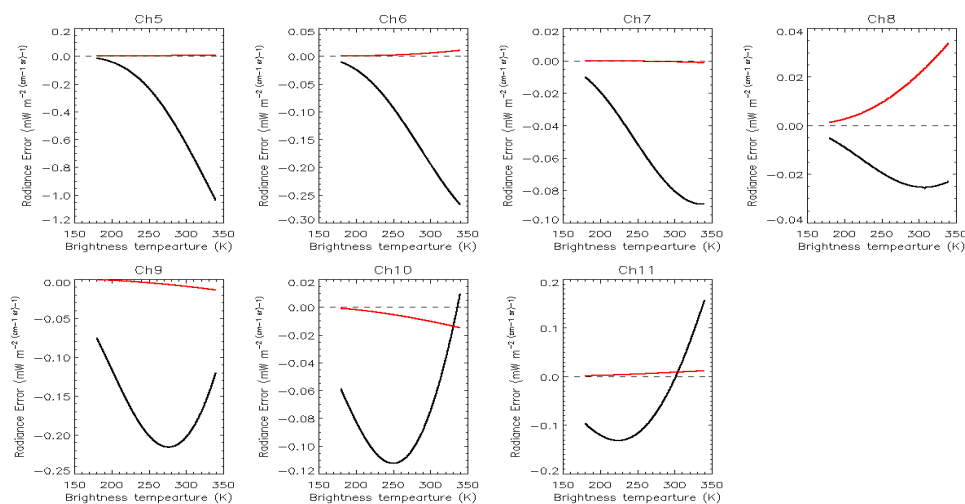 Ch5
Radiance Error (mW m-2 (cm-1 sr)-1)
0.20
0.00
-0.20
-0.4
-0.6
-0.8
-1.0
-1.2
150 200 250 300 350
Brightness tempearture (K)
Ch6
Radiance Error (mW m-2 (cm-1 sr)-1)
0.05
0.00
-0.05
-0.10
-0.15
-0.20
-0.25
-0.30
150 200 250 300 350
Brightness tempearture (K)
Ch7
Radiance Error (mW m-2 (cm-1 sr)-1)
0.02
0.00
-0.02
-0.04
-0.06
-0.08
-0.10
150 200 250 300 350
Brightness tempearture (K)
Ch8
Radiance Error (mW m-2 (cm-1 sr)-1)
0.04
0.02
0.00
-0.02
-0.04
150 200 250 300 350
Brightness tempearture (K)
Ch9
Radiance Error (mW m-2 (cm-1 sr)-1)
0.00
-0.05
-0.10
-0.15
-0.20
-0.25
150 200 250 300 350
Brightness tempearture (K)
Ch10
Radiance Error (mW m-2 (cm-1 sr)-1)
0.02
0.00
-0.02
-0.04
-0.06
-0.08
-0.10
-0.12
150 200 250 300 350
Brightness tempearture (K)
Ch11
Radiance Error (mW m-2 (cm-1 sr)-1)
0.2
0.1
0.0
-0.1
-0.2
150 200 250 300 350
Brightness tempearture (K)